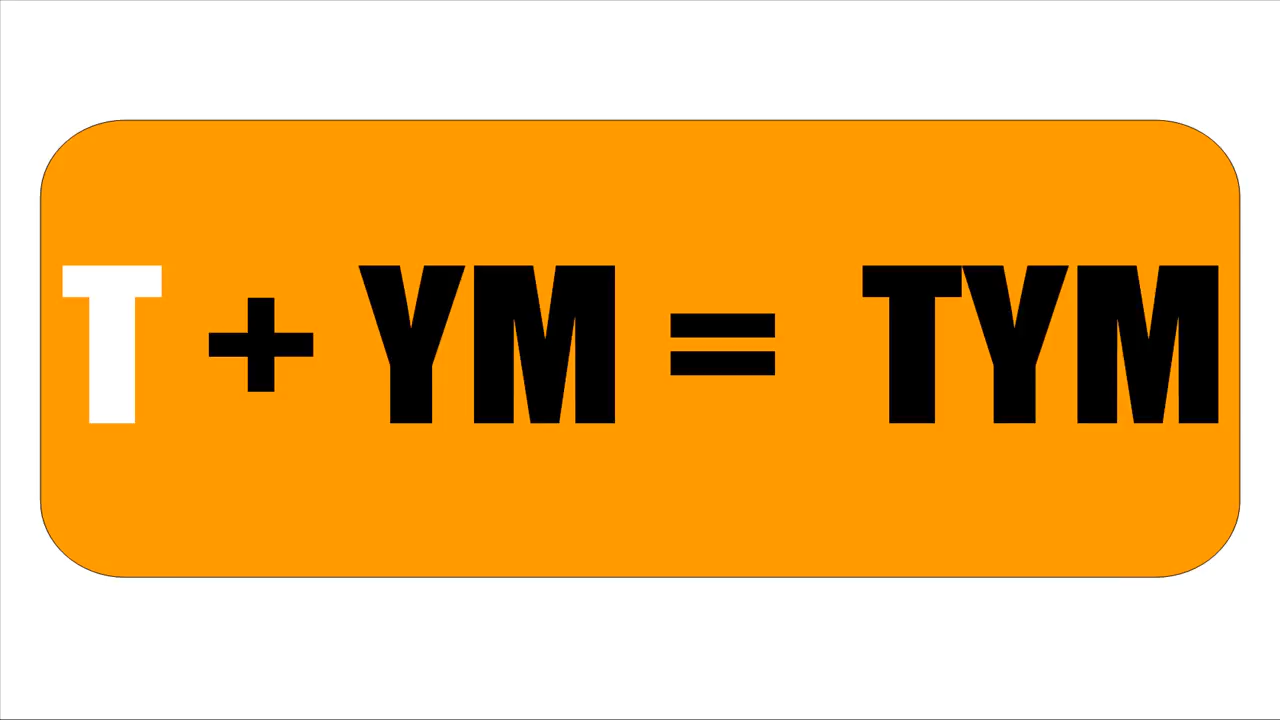 T + YM = TYM